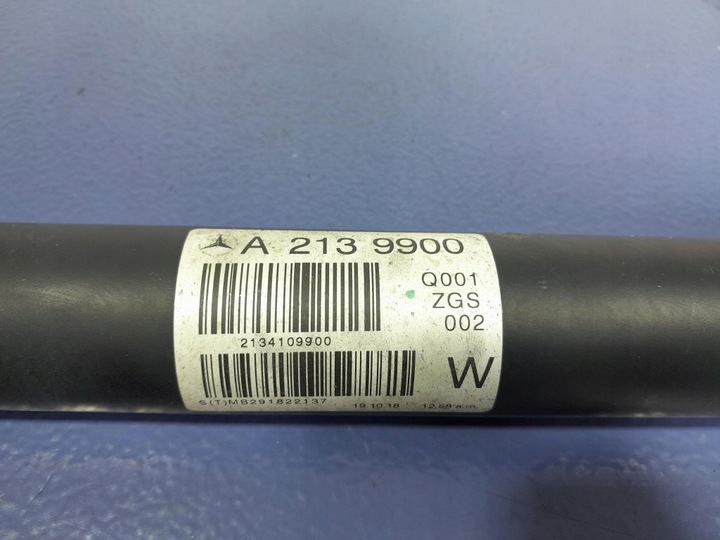 A 213 9900
Q001
ZGS
002
2134109900
W
S(T)MB291822137 19.10.18 12.58 a.m.